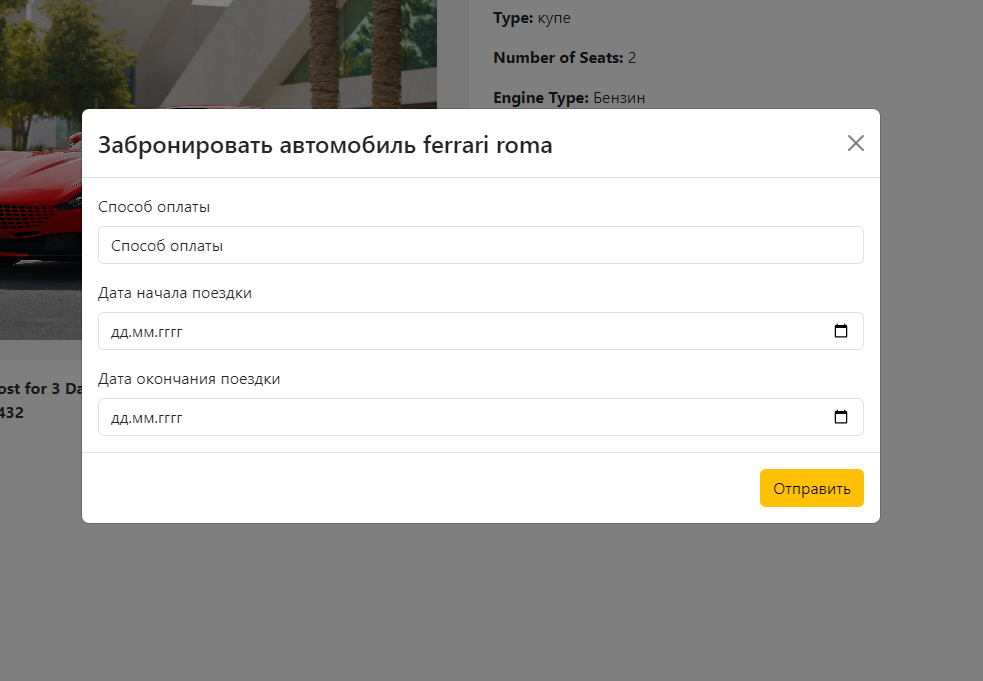 Type: купе
Number of Seats: 2
Engine Type: Бензин
Забронировать автомобиль ferrari roma
Способ оплаты
Способ оплаты
Дата начала поездки
дд.мм.гггг
Дата окончания поездки
дд.мм.гггг
ost for 3 Da
432
Отправить